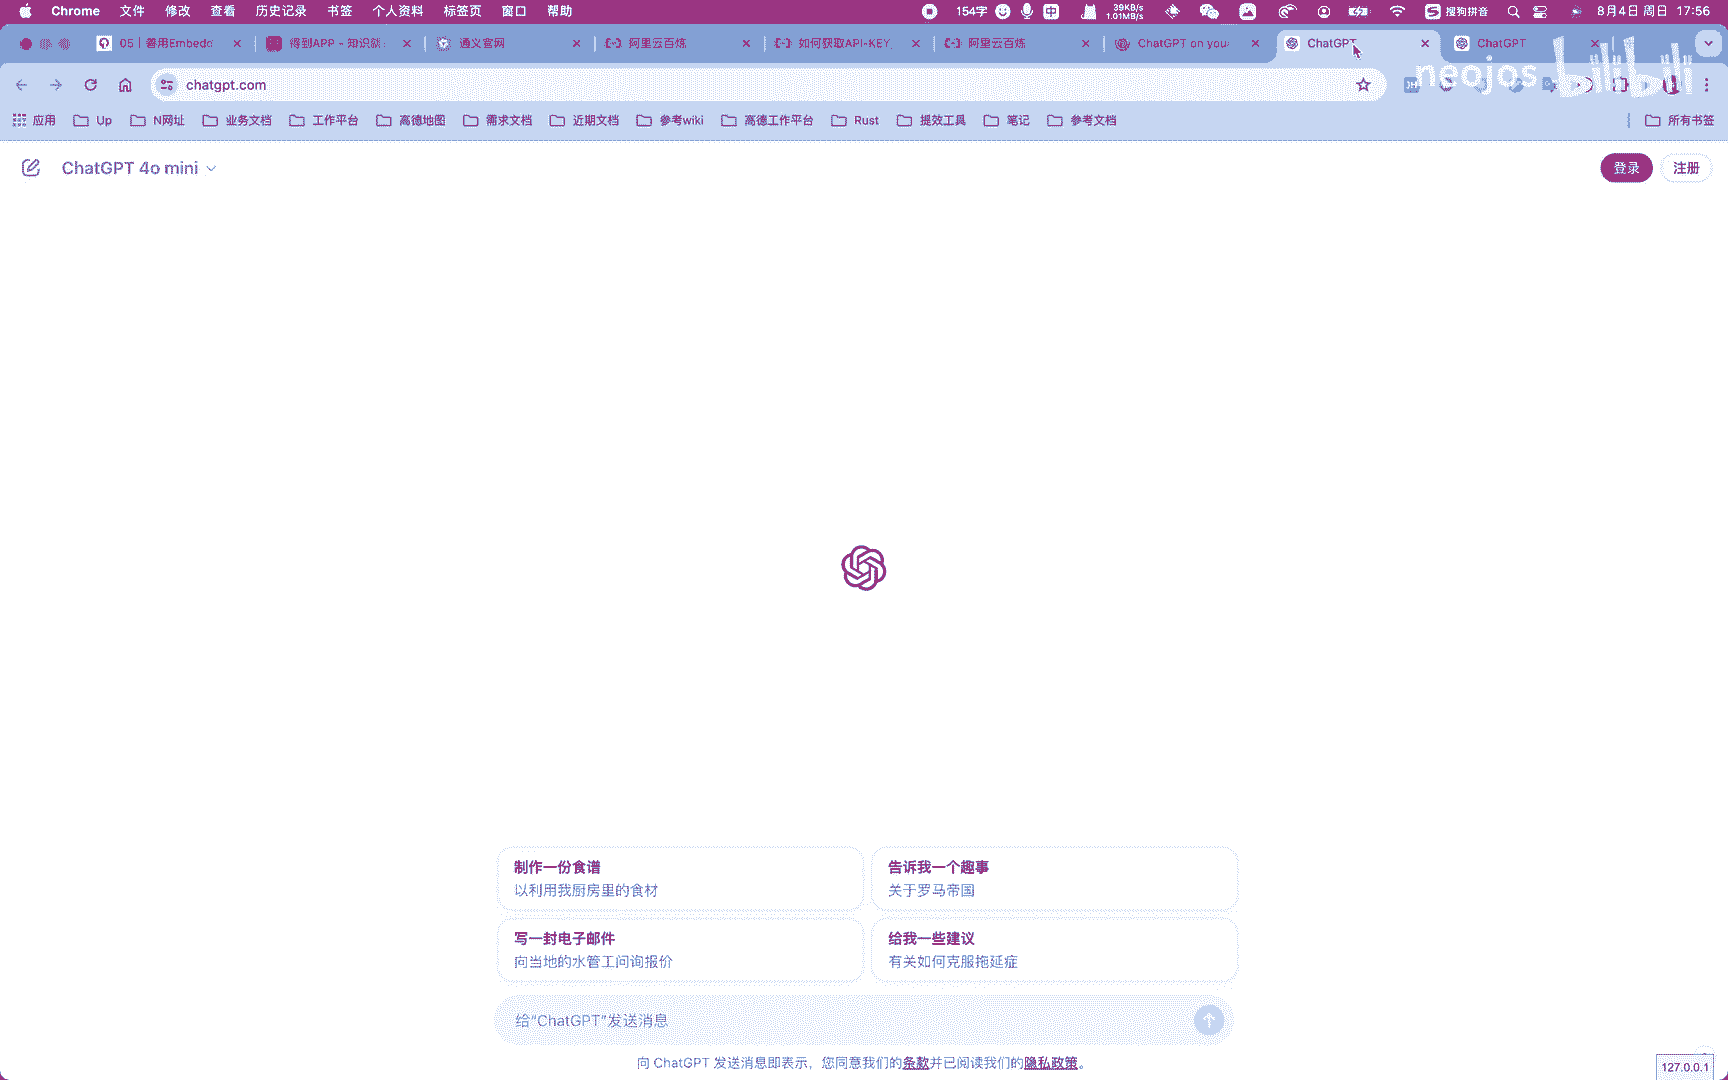 Chrome 文件 修改 查看 历史记录 书签 个人资料 标签页 窗口 帮助 154字 中 39KB/s 1.01MB/s 搜狗拼音 8月4日 周日 17:56
05｜善用Embedd 得到APP - 知识就 通义官网 阿里云百炼 如何获取API-KEY 阿里云百炼 ChatGPT on your ChatGPT ChatGPT
neojos bilibili
chatgpt.com
应用 Up N网址 业务文档 工作平台 高德地图 需求文档 近期文档 参考wiki 高德工作平台 Rust 提效工具 笔记 参考文档 所有书签
ChatGPT 4o mini 登录 注册
制作一份食谱
以利用我厨房里的食材
告诉我一个趣事
关于罗马帝国
写一封电子邮件
向当地的水管工问询报价
给我一些建议
有关如何克服拖延症
给“ChatGPT”发送消息
向 ChatGPT 发送消息即表示，您同意我们的条款并已阅读我们的隐私政策。
127.0.0.1